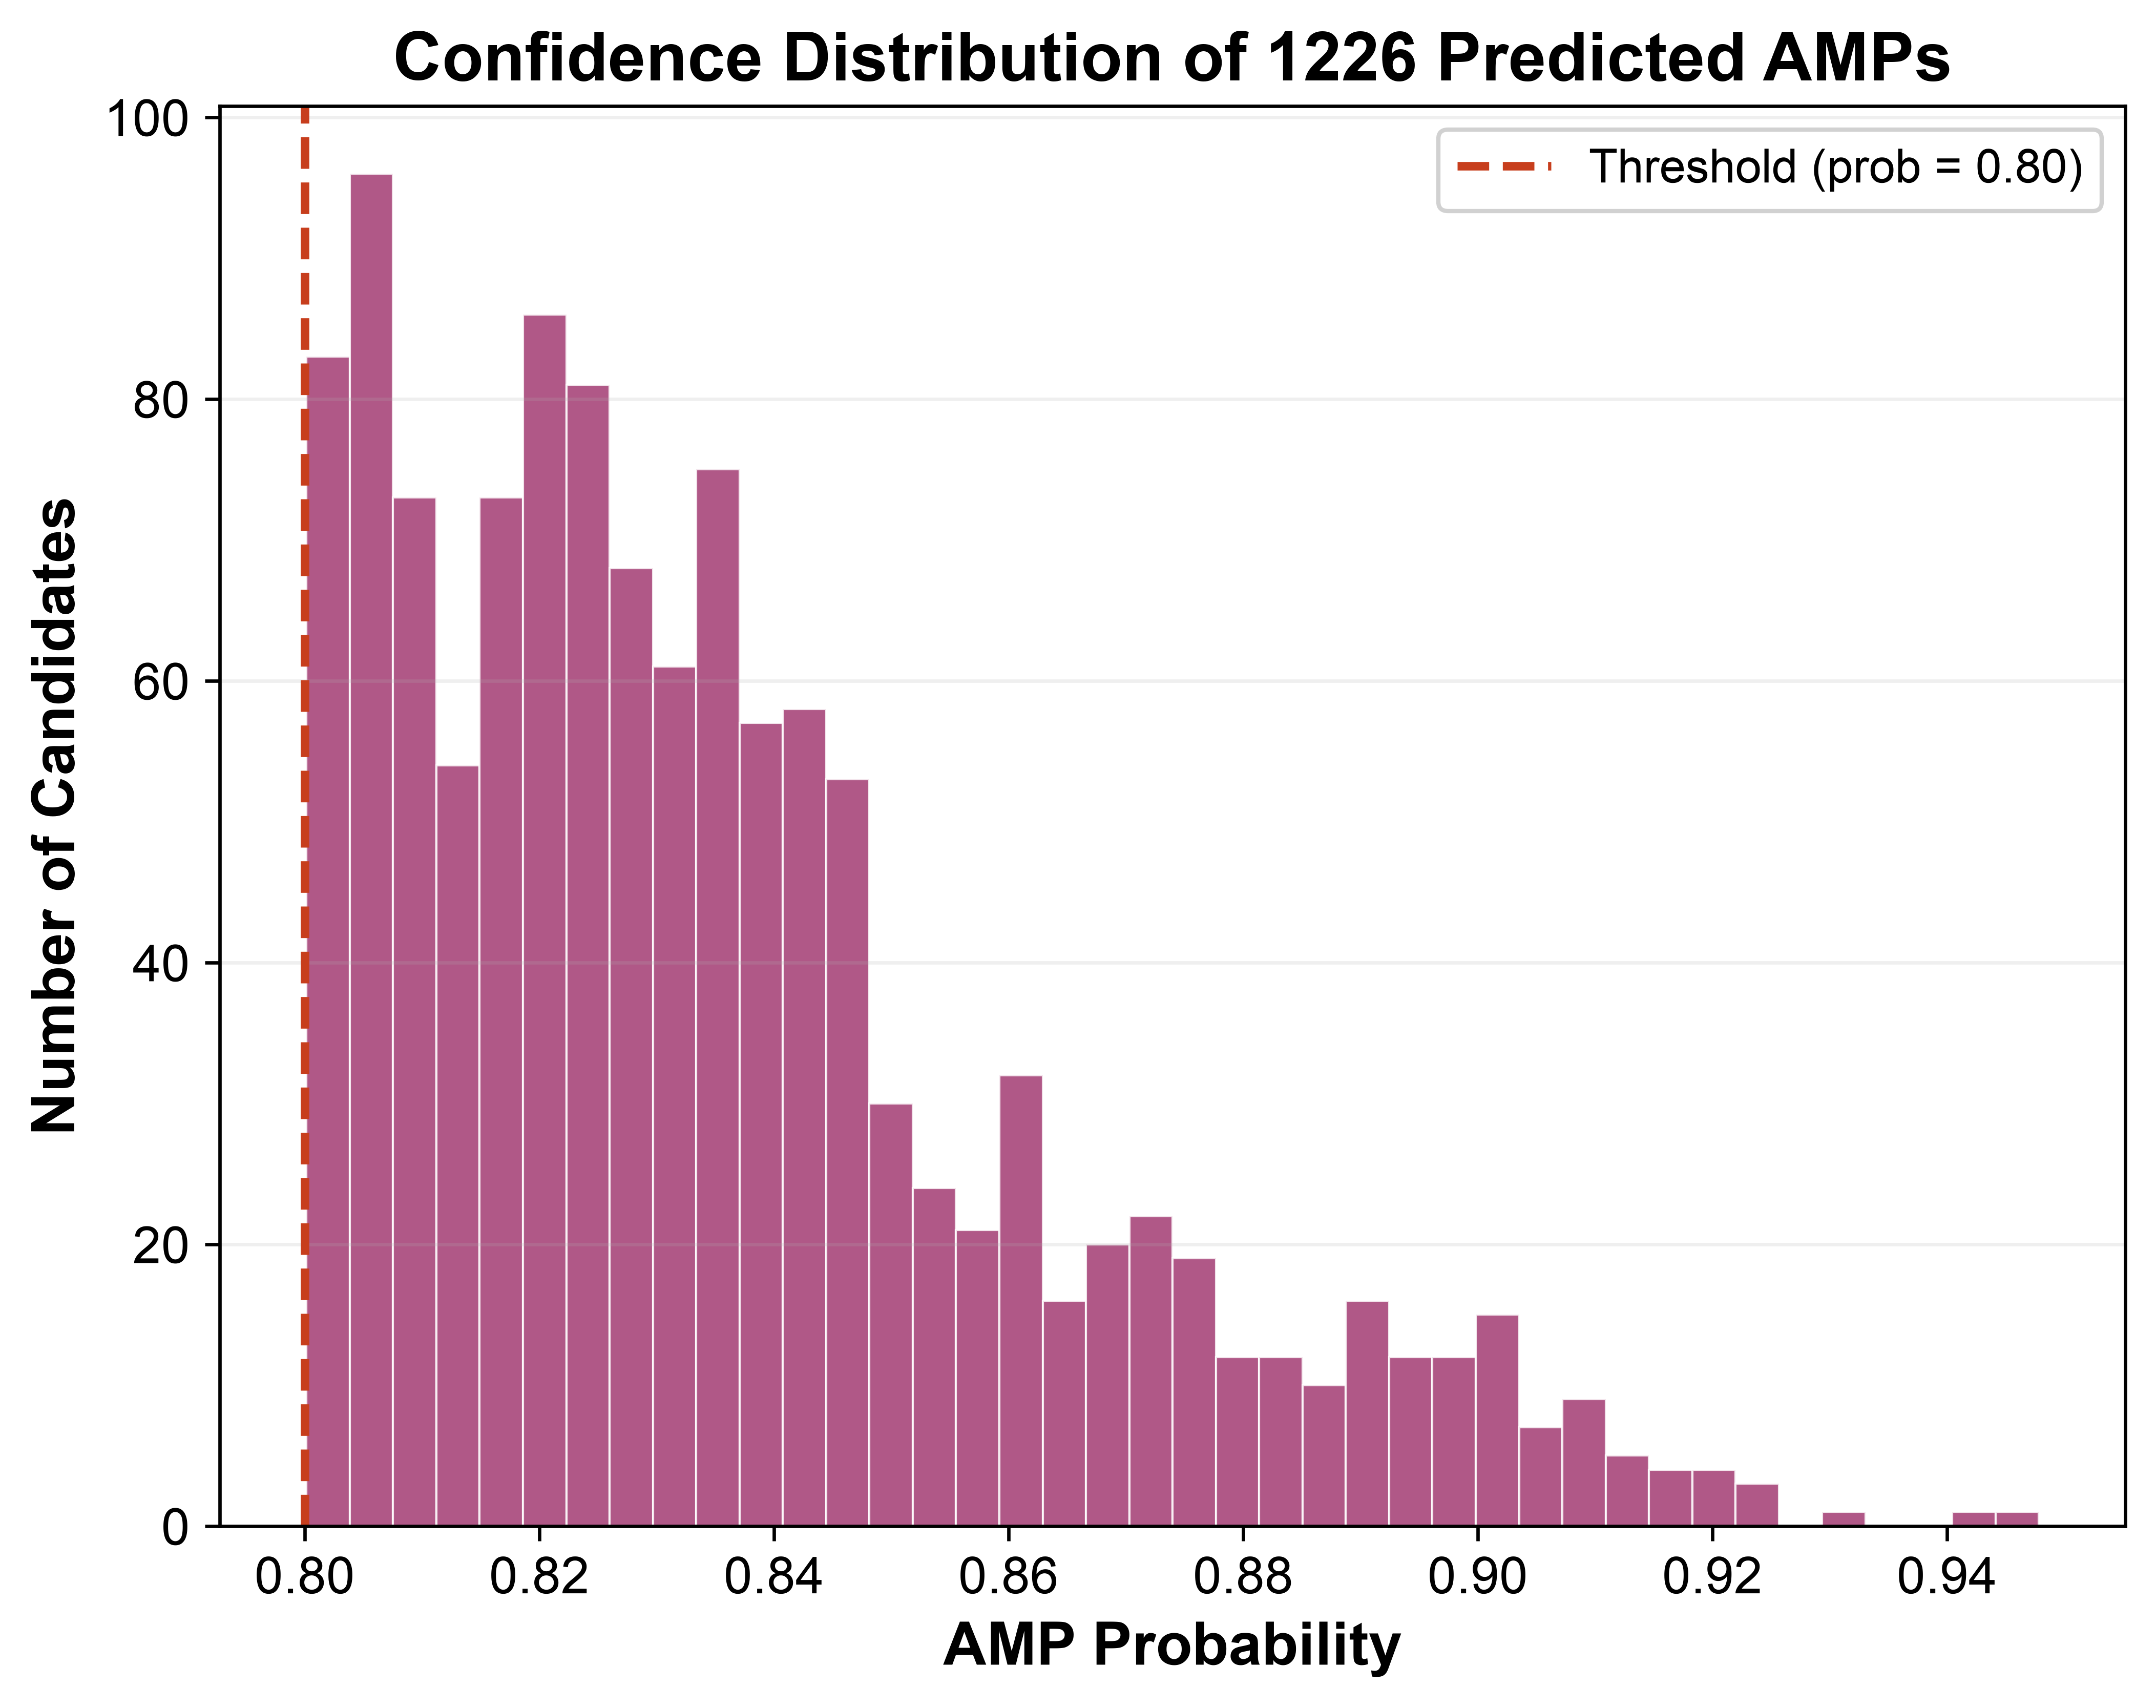 Confidence Distribution of 1226 Predicted AMPs
Threshold (prob = 0.80)
Number of Candidates
100
80
60
40
20
0
0.80 0.82 0.84 0.86 0.88 0.90 0.92 0.94
AMP Probability